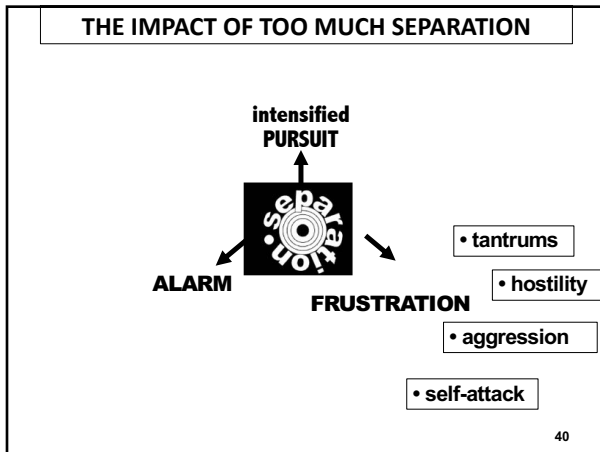 THE IMPACT OF TOO MUCH SEPARATION
intensified
PURSUIT
separation •
ALARM
FRUSTRATION
• tantrums
• hostility
• aggression
• self-attack
40